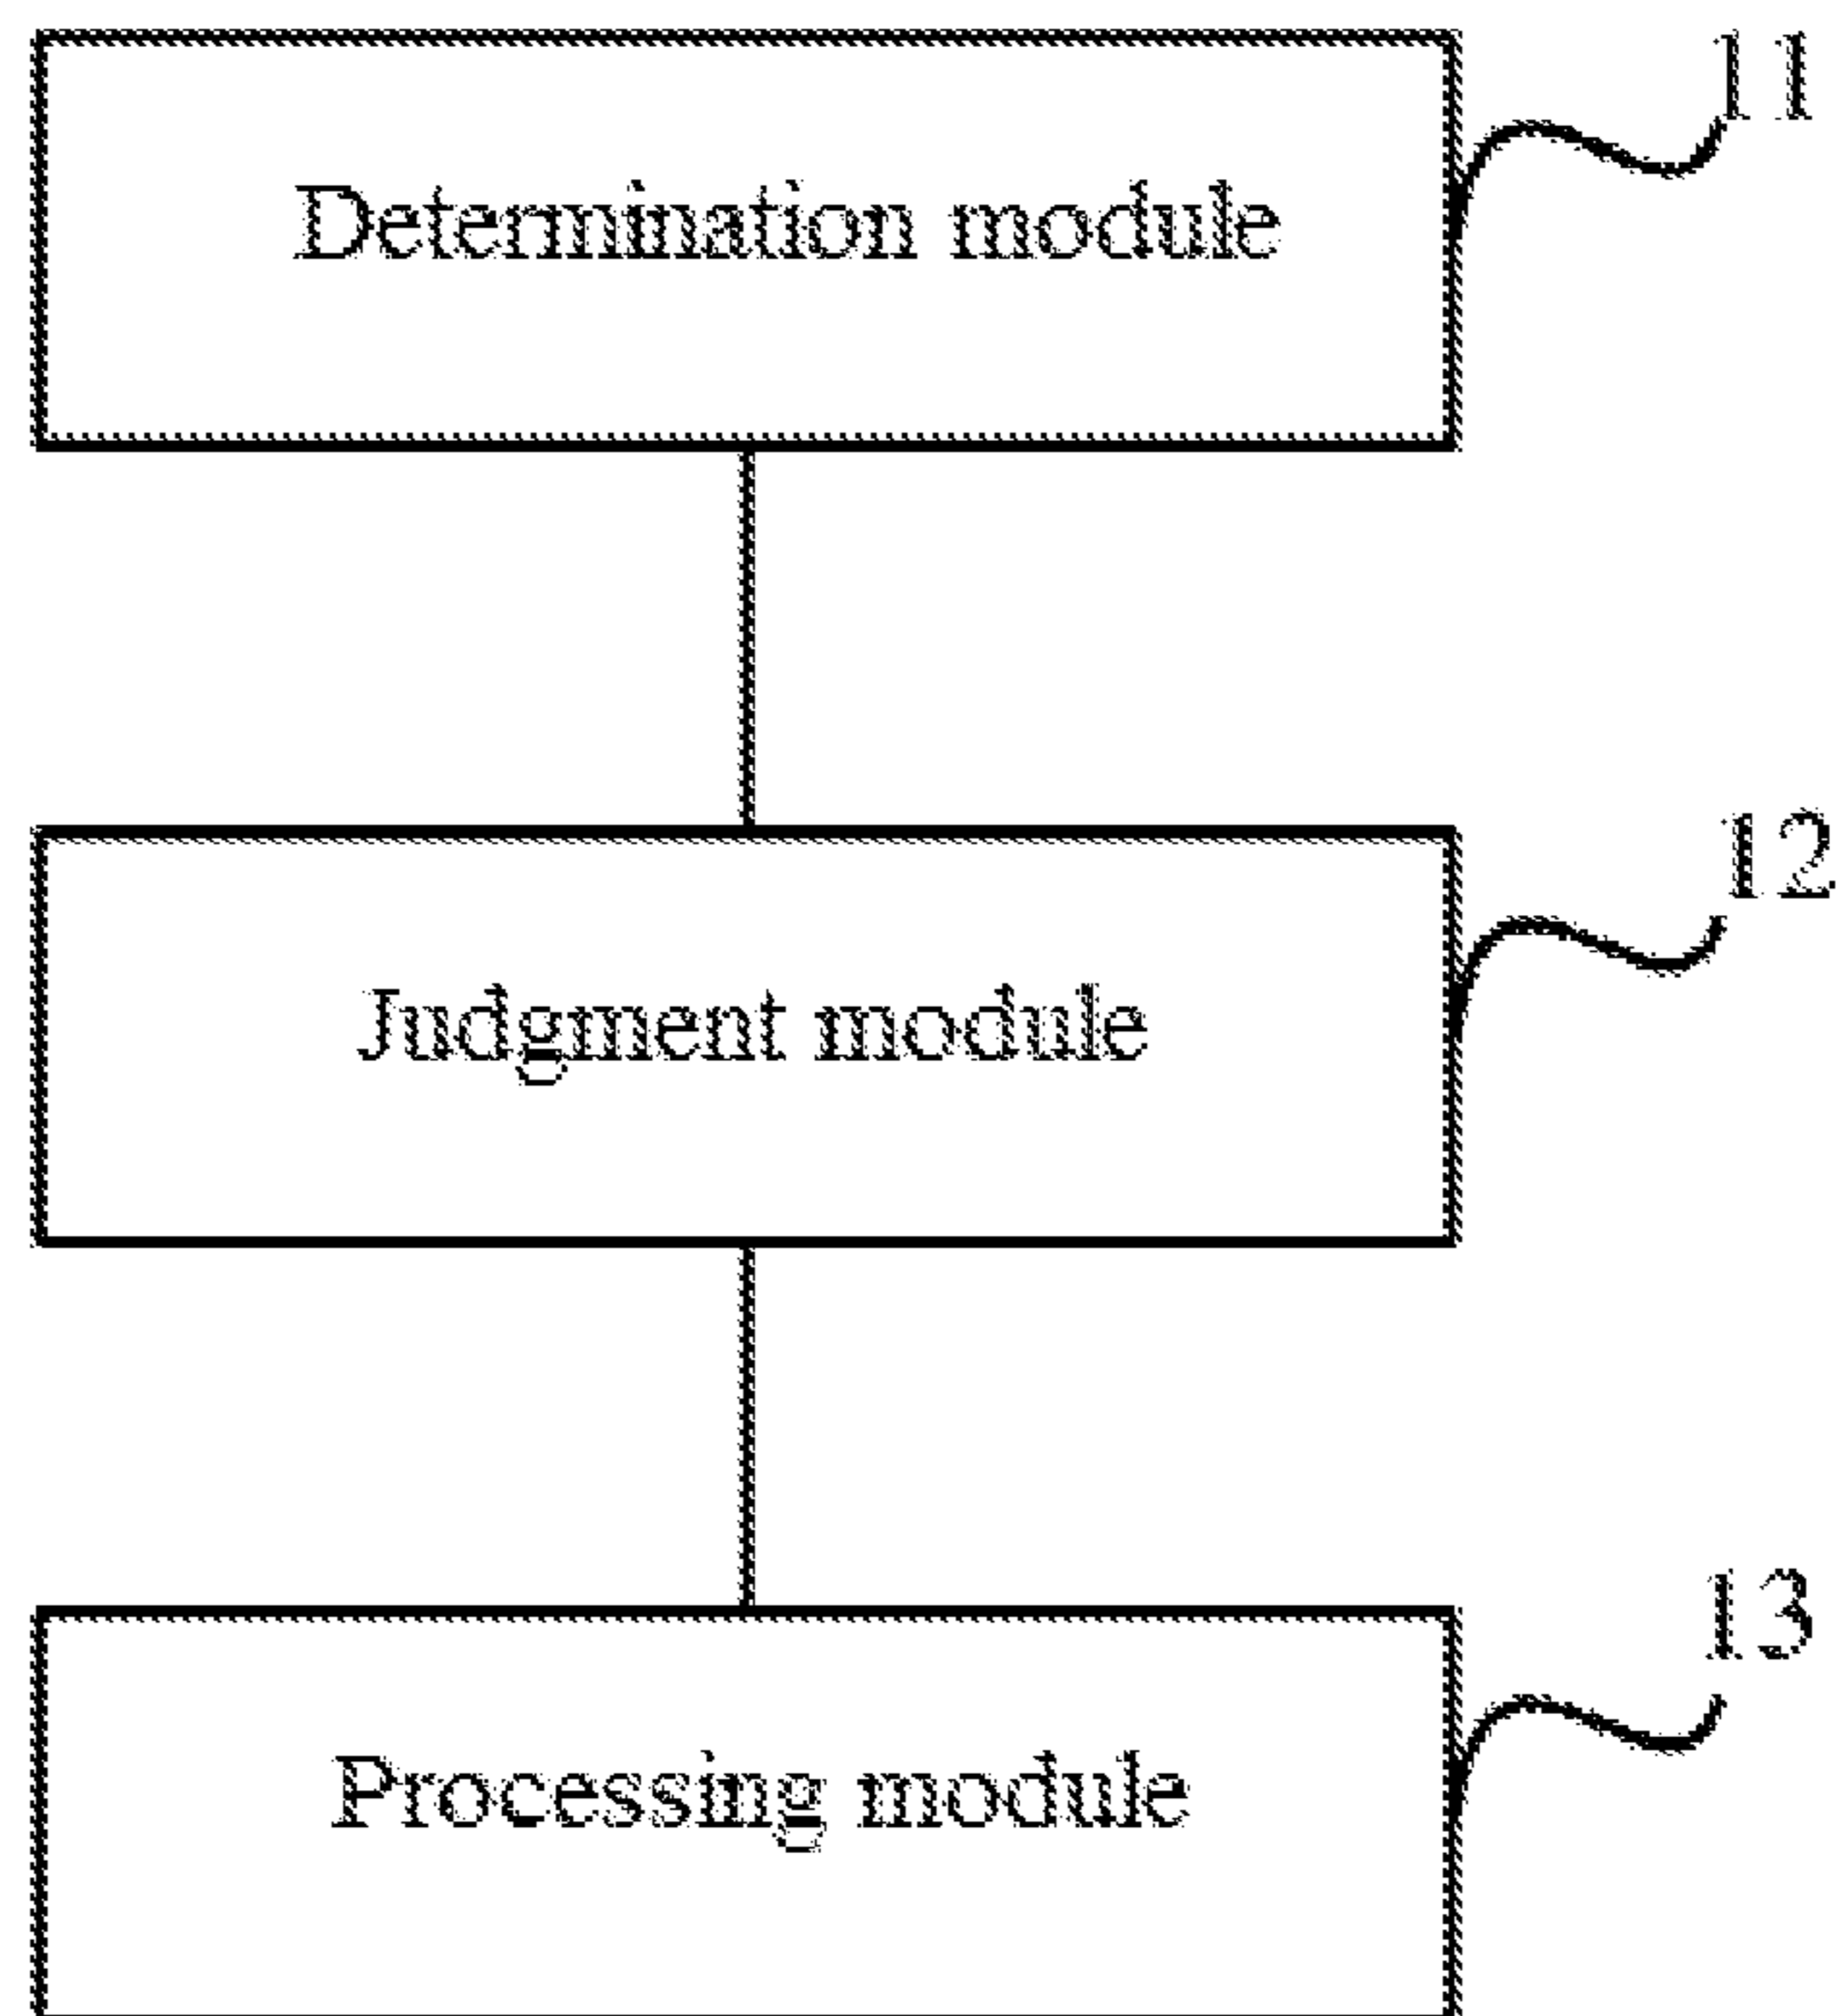 11
Determination module
12
Judgment module
13
Processing module